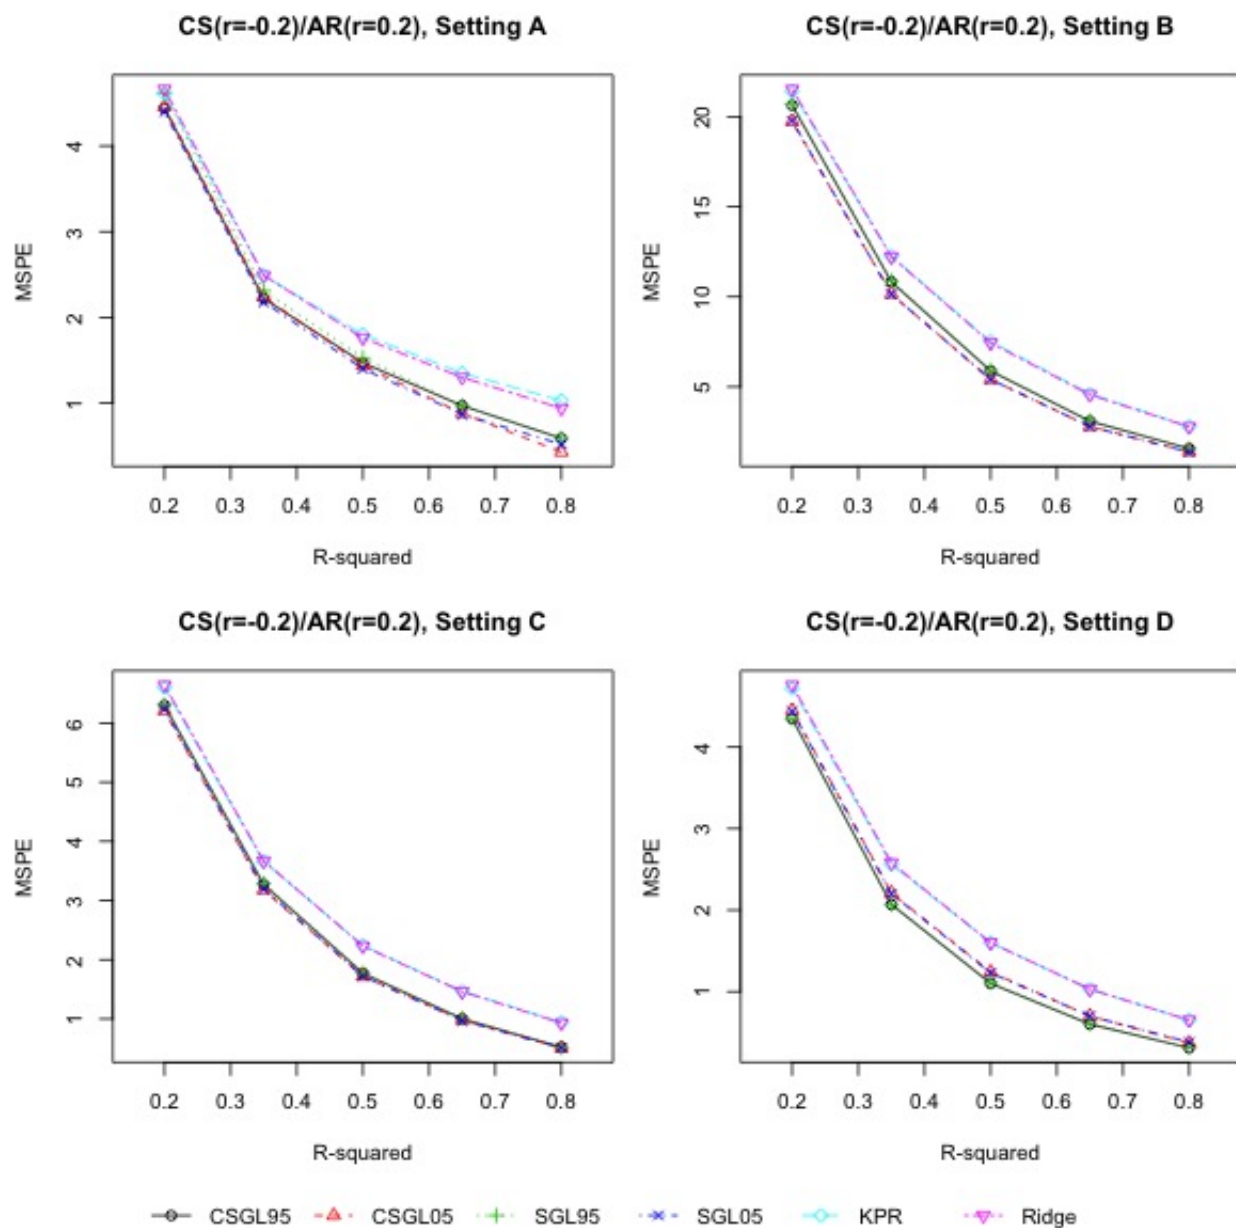 CS(r=-0.2)/AR(r=0.2), Setting A
MSPE
4
3
2
1
0.2 0.3 0.4 0.5 0.6 0.7 0.8
R-squared
CS(r=-0.2)/AR(r=0.2), Setting B
MSPE
20
15
10
5
0.2 0.3 0.4 0.5 0.6 0.7 0.8
R-squared
CS(r=-0.2)/AR(r=0.2), Setting C
MSPE
6
5
4
3
2
1
0.2 0.3 0.4 0.5 0.6 0.7 0.8
R-squared
CS(r=-0.2)/AR(r=0.2), Setting D
MSPE
4
3
2
1
0.2 0.3 0.4 0.5 0.6 0.7 0.8
R-squared
CSGL95 CSGL05 SGL95 SGL05 KPR Ridge